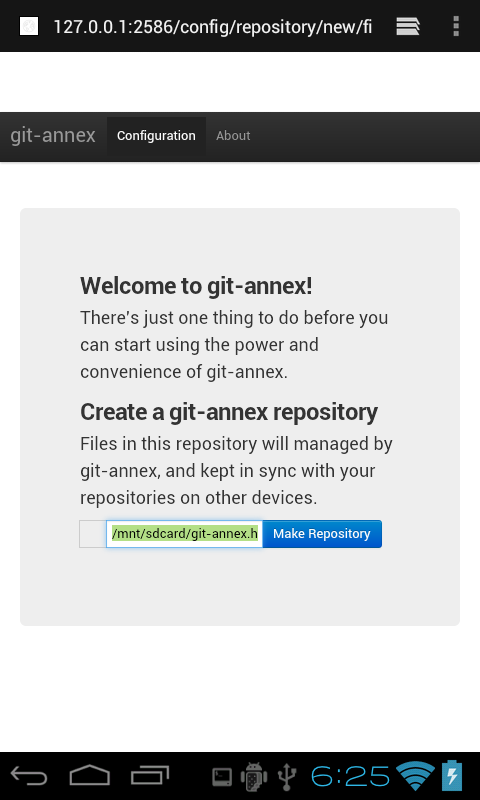 127.0.0.1:2586/config/repository/new/fi
git-annex Configuration About
Welcome to git-annex!
There's just one thing to do before you
can start using the power and
convenience of git-annex.
Create a git-annex repository
Files in this repository will managed by
git-annex, and kept in sync with your
repositories on other devices.
/mnt/sdcard/git-annex.h Make Repository
6:25